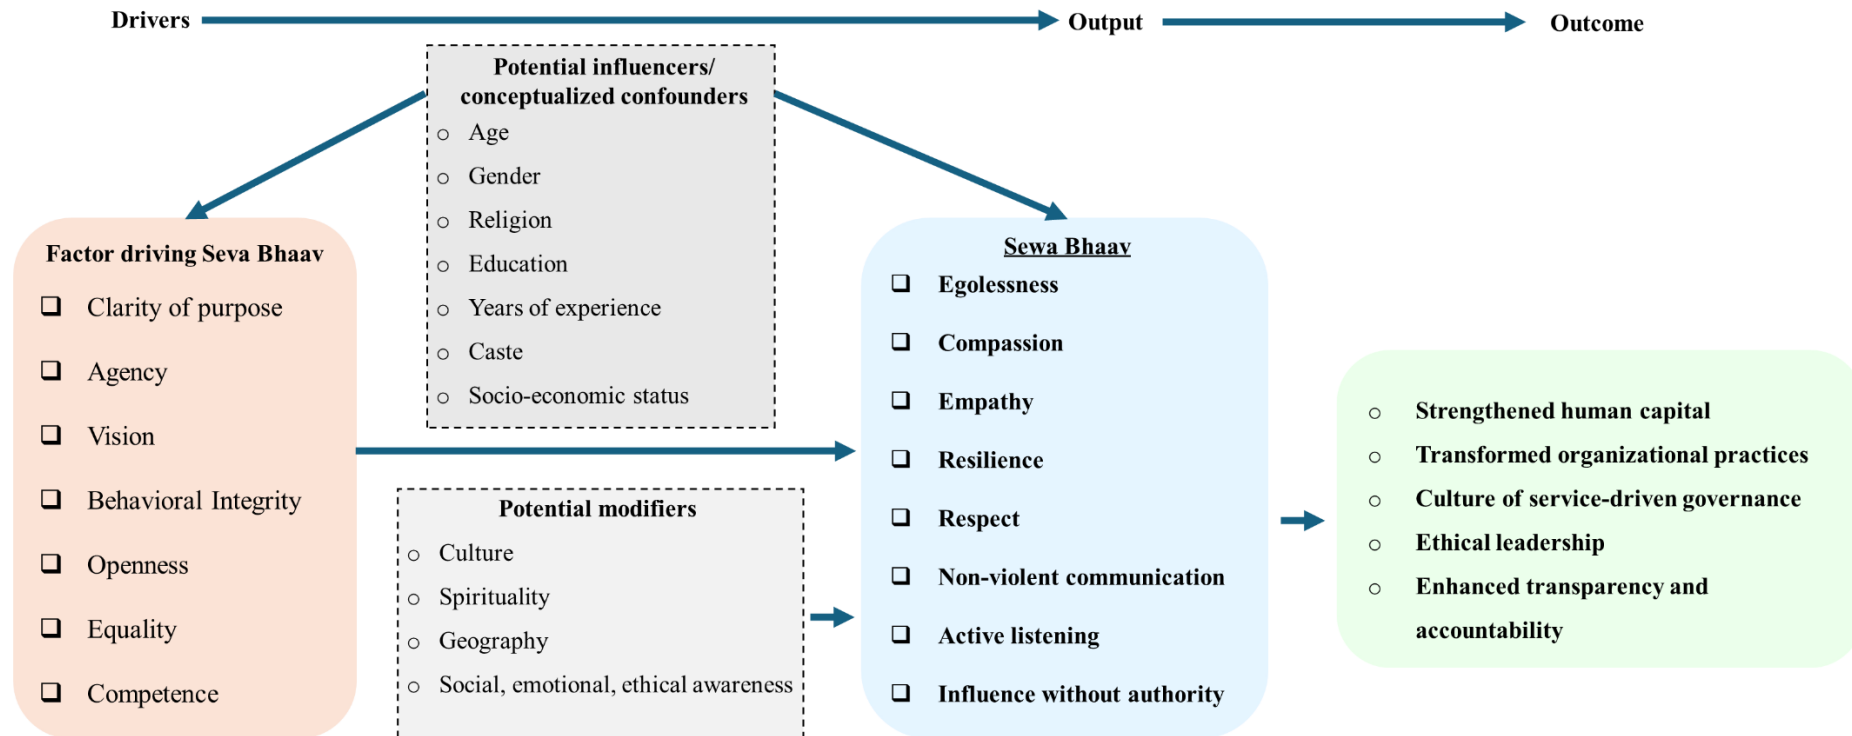 Drivers
Output
Outcome
Potential influencers/
conceptualized confounders
Age
Gender
Religion
Education
Years of experience
Caste
Socio-economic status
Factor driving Seva Bhaav
Clarity of purpose
Agency
Vision
Behavioral Integrity
Openness
Equality
Competence
Potential modifiers
Culture
Spirituality
Geography
Social, emotional, ethical awareness
Sewa Bhaav
Egolessness
Compassion
Empathy
Resilience
Respect
Non-violent communication
Active listening
Influence without authority
Strengthened human capital
Transformed organizational practices
Culture of service-driven governance
Ethical leadership
Enhanced transparency and
accountability